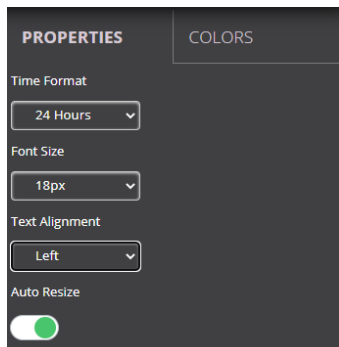 PROPERTIES COLORS
Time Format
24 Hours
Font Size
18px
Text Alignment
Left
Auto Resize